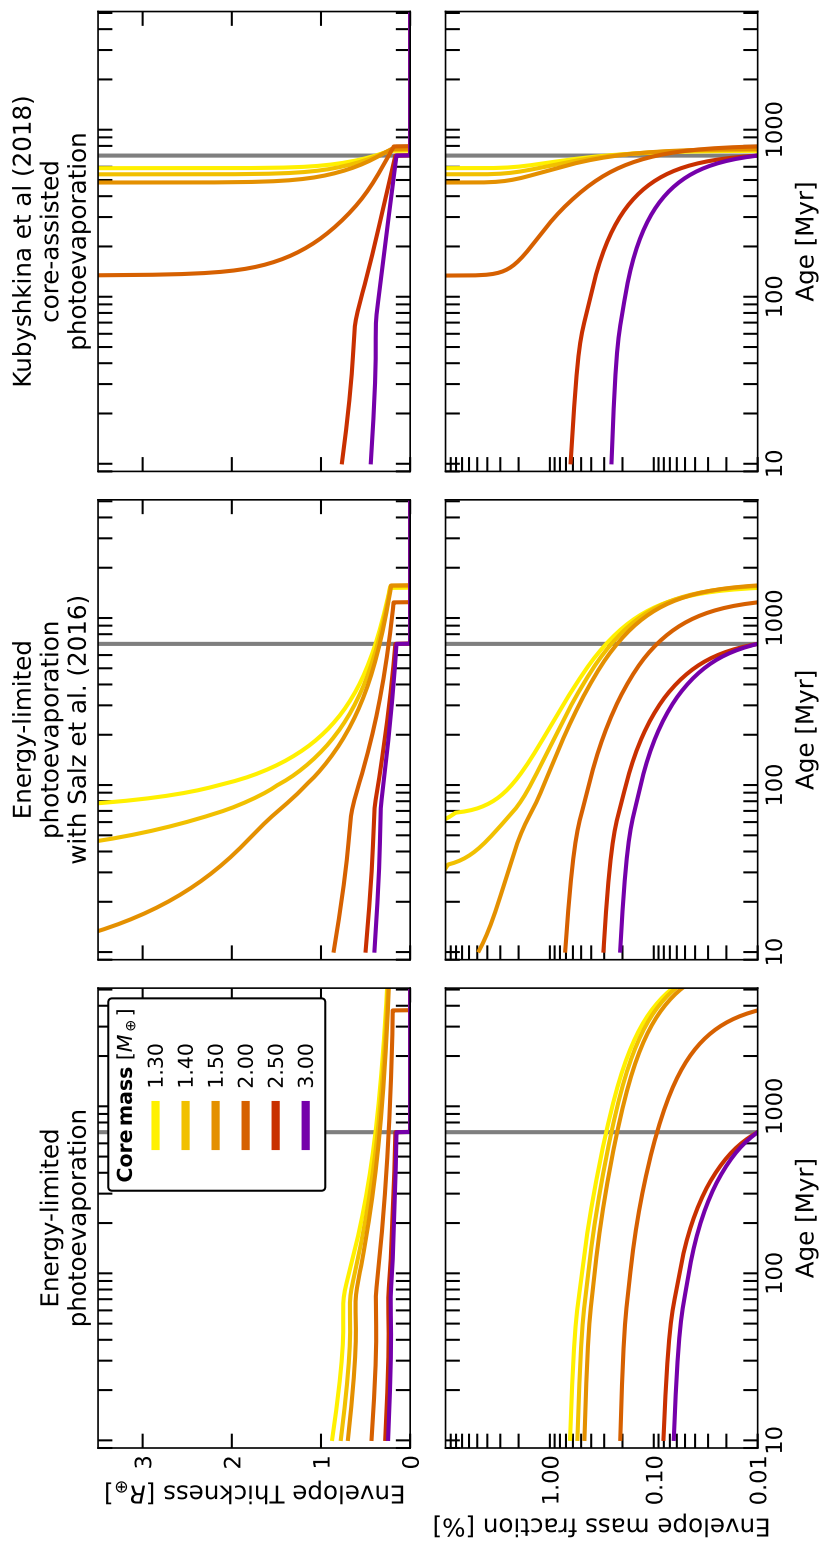 Energy-limited
photoevaporation
Energy-limited
photoevaporation
with Salz et al. (2016)
Kubyshkina et al (2018)
core-assisted
photoevaporation
Envelope Thickness [R⊕]
3
2
1
0
Core mass [M⊕]
1.30
1.40
1.50
2.00
2.50
3.00
Envelope mass fraction [%]
1.00
0.10
0.01
10
100
1000
10
100
1000
10
100
1000
Age [Myr]
Age [Myr]
Age [Myr]